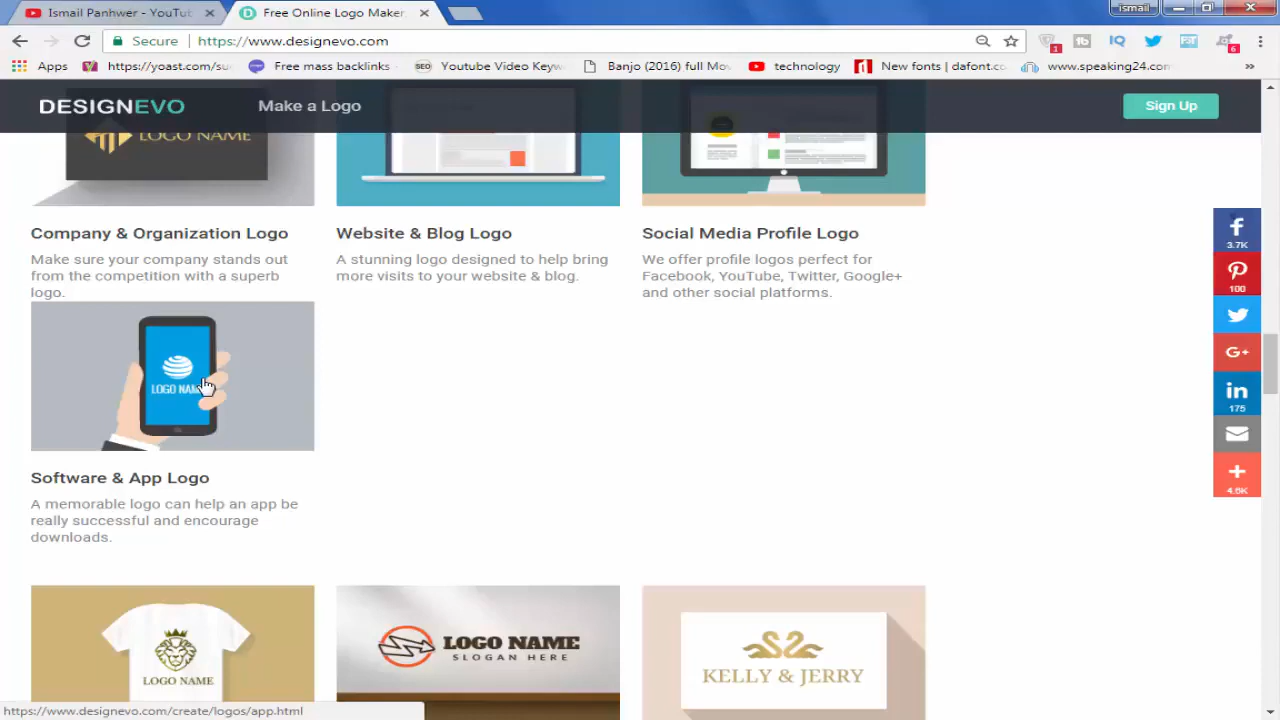 Ismail Panhwer - YouTut
Free Online Logo Maker,
ismail
Secure
https://www.designevo.com
1
6
Apps
https://yoast.com/su
Free mass backlinks
Youtube Video Keyw
Banjo (2016) full Mov
technology
New fonts | dafont.co
www.speaking24.com
DESIGNEVO
Make a Logo
Sign Up
LOGO NAME
Company & Organization Logo
Make sure your company stands out
from the competition with a superb
logo.
Website & Blog Logo
A stunning logo designed to help bring
more visits to your website & blog.
Social Media Profile Logo
We offer profile logos perfect for
Facebook, YouTube, Twitter, Google+
and other social platforms.
3.7K
100
G+
in
175
4.6K
LOGO NAM
Software & App Logo
A memorable logo can help an app be
really successful and encourage
downloads.
LOGO NAME
LOGO NAME
SLOGAN HERE
KELLY & JERRY
https://www.designevo.com/create/logos/app.html